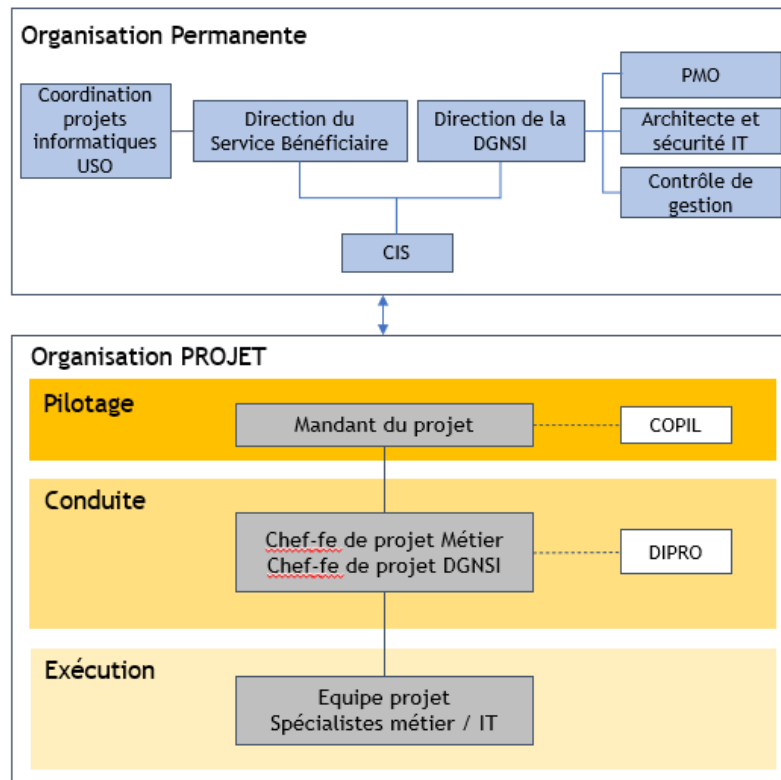 Organisation Permanente
Coordination
projets
informatiques
USO
Direction du
Service Bénéficiaire
Direction de la
DGNSI
PMO
Architecte et
sécurité IT
Contrôle de
gestion
CIS
Organisation PROJET
Pilotage
Mandant du projet
COPIL
Conduite
Chef-fe de projet Métier
Chef-fe de projet DGNSI
DIPRO
Exécution
Equipe projet
Spécialistes métier / IT